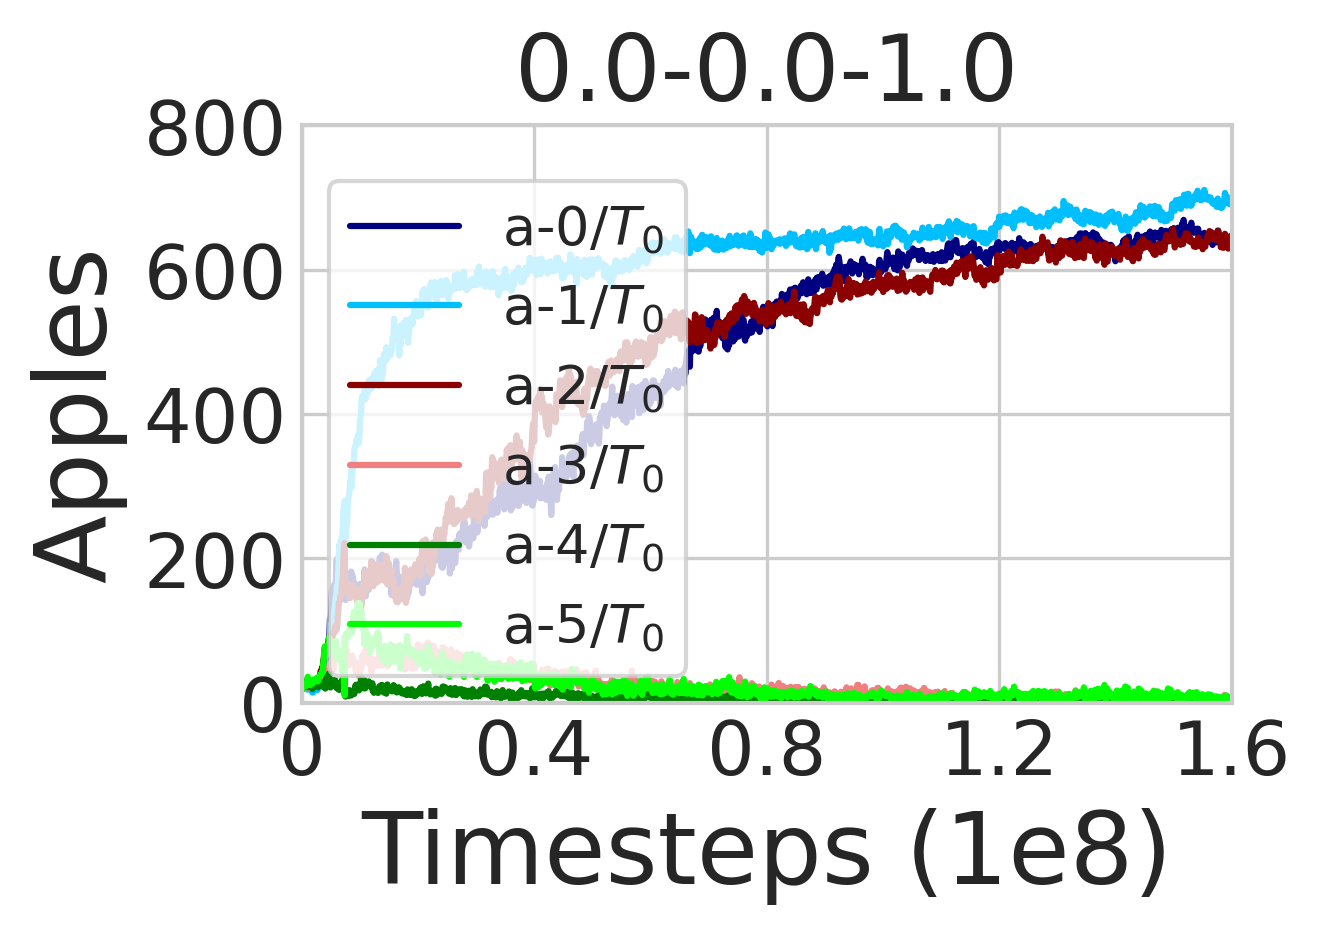 0.0-0.0-1.0
Apples
800
600
400
200
0
a-0/T₀
a-1/T₀
a-2/T₀
a-3/T₀
a-4/T₀
a-5/T₀
0 0.4 0.8 1.2 1.6
Timesteps (1e8)